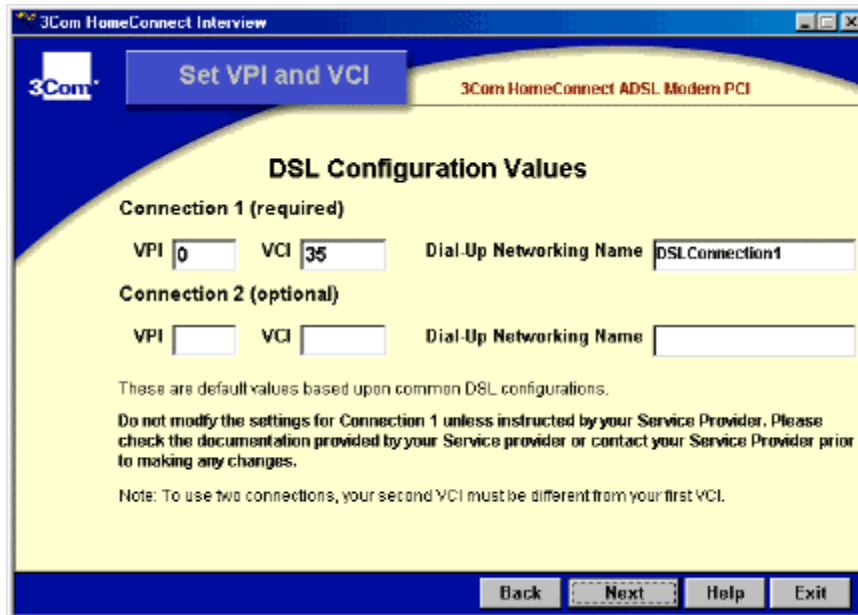 3Com HomeConnect Interview
3Com
Set VPI and VCI
3Com HomeConnect ADSL Modem PCI
DSL Configuration Values
Connection 1 (required)
VPI 0 VCI 35 Dial-Up Networking Name DSLConnection1
Connection 2 (optional)
VPI VCI Dial-Up Networking Name
These are default values based upon common DSL configurations.
Do not modify the settings for Connection 1 unless instructed by your Service Provider. Please
check the documentation provided by your Service provider or contact your Service Provider prior
to making any changes.
Note: To use two connections, your second VCI must be different from your first VCI.
Back Next Help Exit